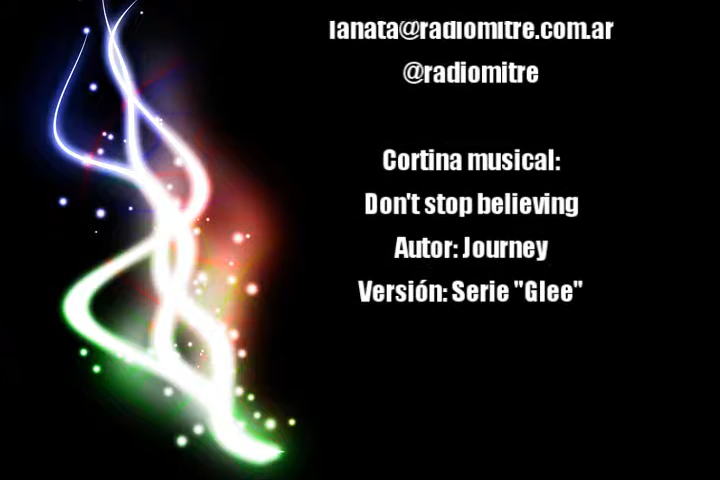 lanata@radiomitre.com.ar
@radiomitre
Cortina musical:
Don't stop believing
Autor: Journey
Versión: Serie "Glee"